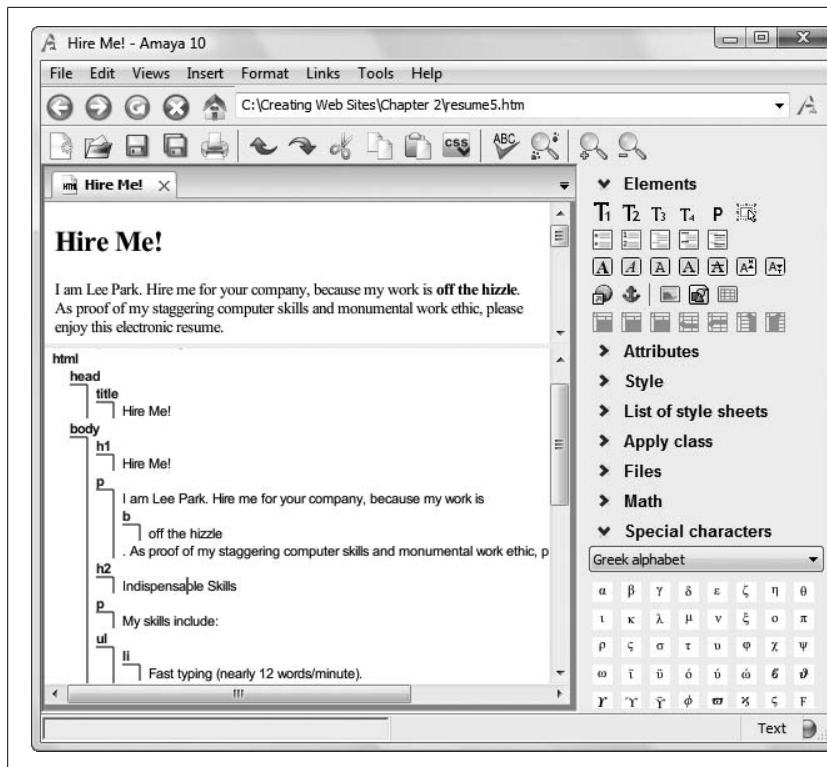 Hire Me! - Amaya 10
File Edit Views Insert Format Links Tools Help
C:\Creating Web Sites\Chapter 2\resume5.htm
ABC
CSS
Hire Me!
Hire Me!
I am Lee Park. Hire me for your company, because my work is off the hizzle.
As proof of my staggering computer skills and monumental work ethic, please
enjoy this electronic resume.
html
head
title
Hire Me!
body
h1
Hire Me!
p
I am Lee Park. Hire me for your company, because my work is
b
off the hizzle
. As proof of my staggering computer skills and monumental work ethic, p
h2
Indispensable Skills
p
My skills include:
ul
li
Fast typing (nearly 12 words/minute).
Elements
T1 T2 T3 T4 P
Attributes
Style
List of style sheets
Apply class
Files
Math
Special characters
Greek alphabet
α β γ δ ε ζ η θ
ι κ λ μ ν ξ ο π
ρ ς σ τ υ φ χ ψ
ω ϊ ϋ ό ύ ώ ϐ ϑ
ϒ ϓ ϔ ϕ ϖ ϗ ς F
Text